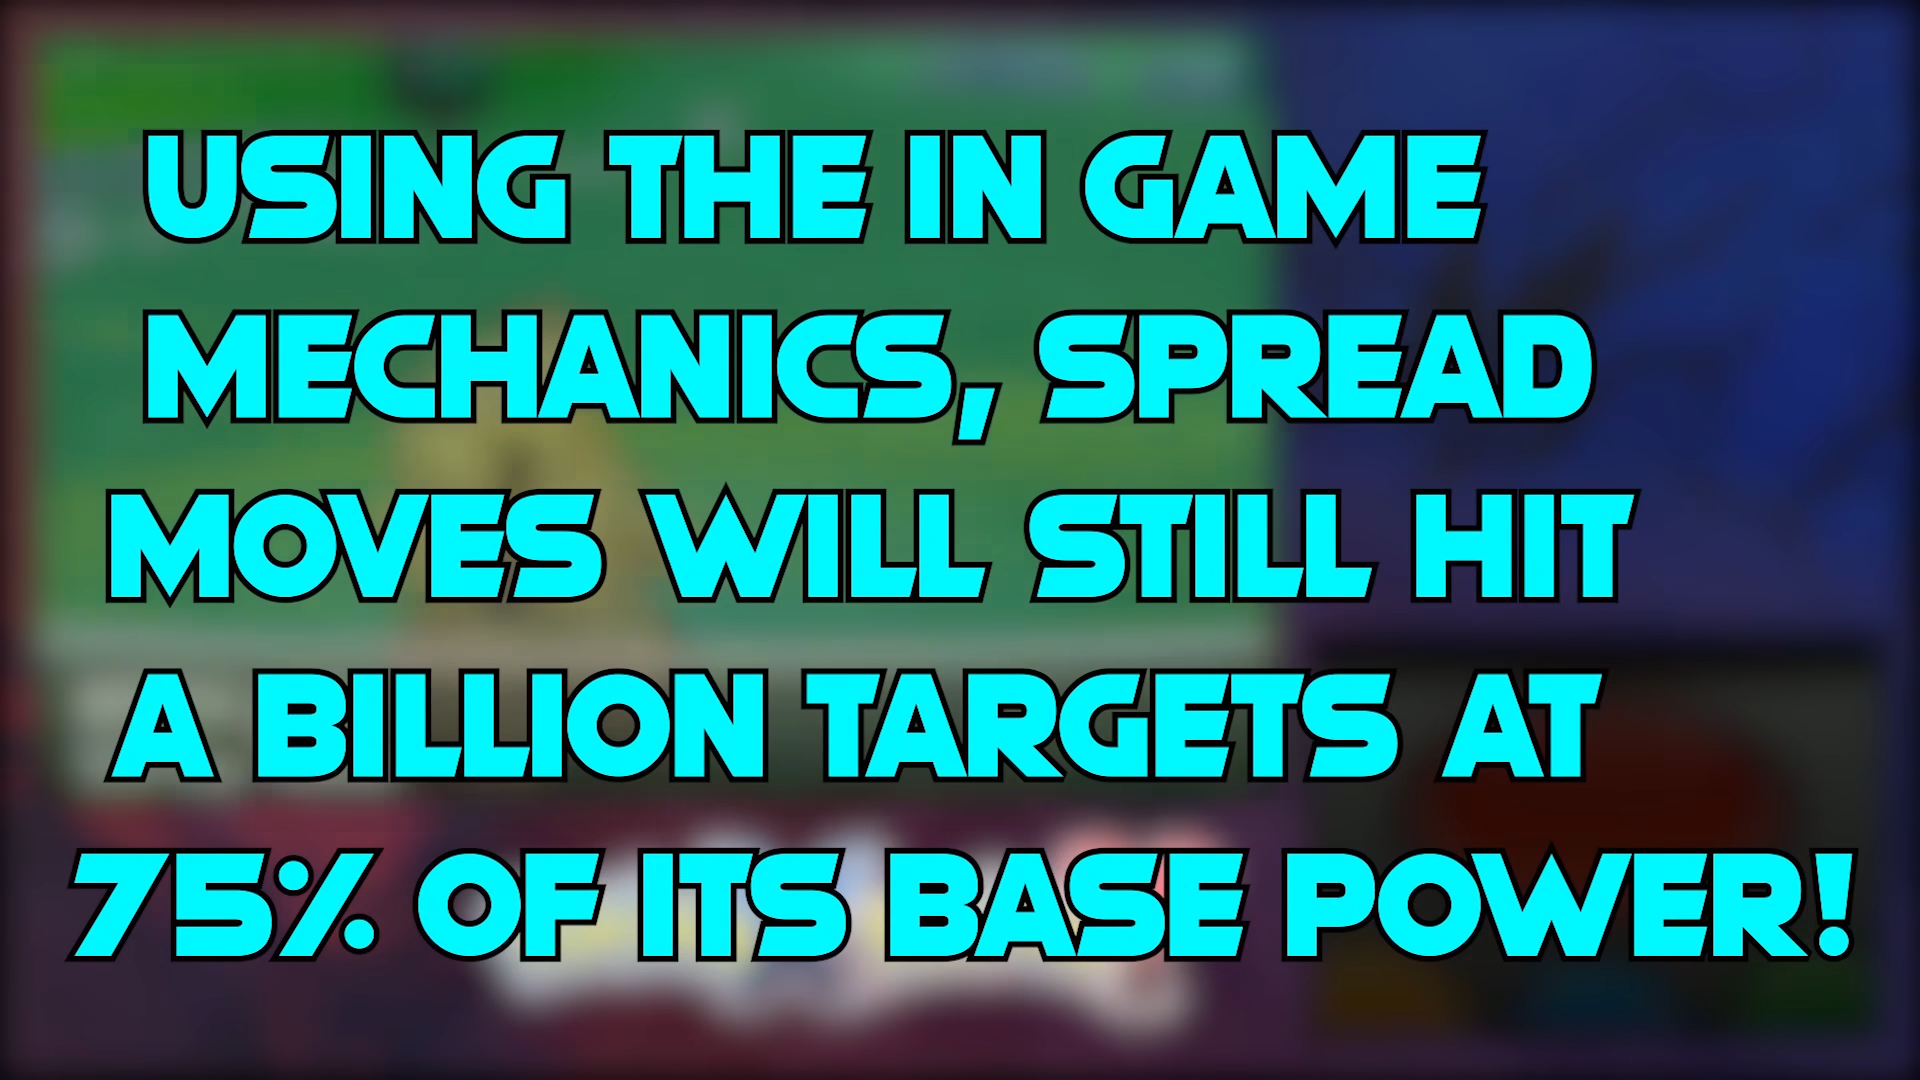 USING THE IN GAME
MECHANICS, SPREAD
MOVES WILL STILL HIT
A BILLION TARGETS AT
75% OF ITS BASE POWER!